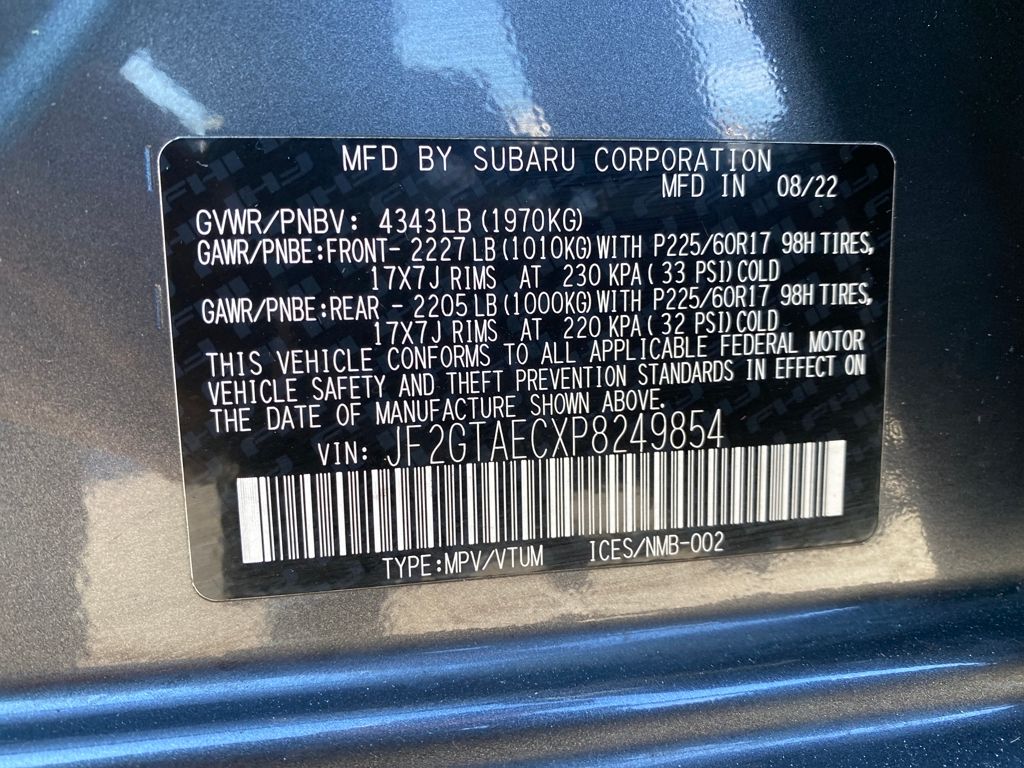 MFD BY SUBARU CORPORATION
MFD IN 08/22
GVWR/PNBV: 4343LB (1970KG)
GAWR/PNBE:FRONT- 2227 LB (1010KG) WITH P225/60R17 98H TIRES,
17X7J RIMS AT 230 KPA ( 33 PSI) COLD
GAWR/PNBE:REAR - 2205 LB (1000KG) WITH P225/60R17 98H TIRES,
17X7J RIMS AT 220 KPA ( 32 PSI) COLD
THIS VEHICLE CONFORMS TO ALL APPLICABLE FEDERAL MOTOR
VEHICLE SAFETY AND THEFT PREVENTION STANDARDS IN EFFECT ON
THE DATE OF MANUFACTURE SHOWN ABOVE.
VIN: JF2GTAECXP8249854
TYPE:MPV/VTUM ICES/NMB-002